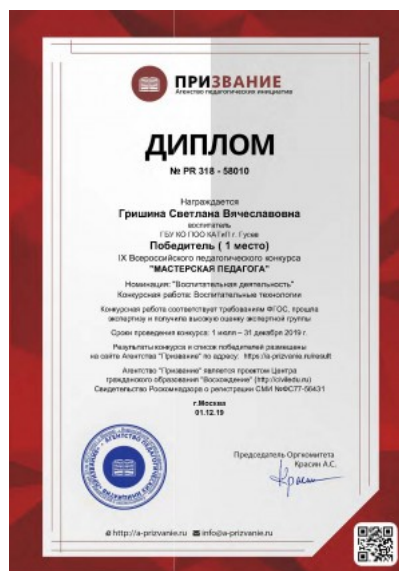 ПРИЗВАНИЕ
Агентство педагогических инициатив
ДИПЛОМ
№ PR 318 - 58010
Награждается
Гришина Светлана Вячеславовна
воспитатель
ГБУ КО ПОО КАТиП г. Гусев
Победитель ( 1 место)
IX Всероссийского педагогического конкурса
"МАСТЕРСКАЯ ПЕДАГОГА"
Номинация: "Воспитательная деятельность"
Конкурсная работа: Воспитательные технологии
Конкурсная работа соответствует требованиям ФГОС, прошла
экспертизу и получила высокую оценку экспертной группы
Сроки проведения конкурса: 1 июля – 31 декабря 2019 г.
Результаты конкурса и список победителей размещены
на сайте Агентства "Призвание" по адресу: https://a-prizvanie.ru/result
Агентство "Призвание" является проектом Центра
гражданского образования "Восхождение" (http://civiledu.ru)
Свидетельство Роскомнадзора о регистрации СМИ №ФС77-56431
г.Москва
01.12.19
Председатель Оргкомитета
Красин А.С.
АГЕНТСТВО ПЕДАГОГИЧЕСКИХ ИНИЦИАТИВ "ПРИЗВАНИЕ"
http://a-prizvanie.ru info@a-prizvanie.ru